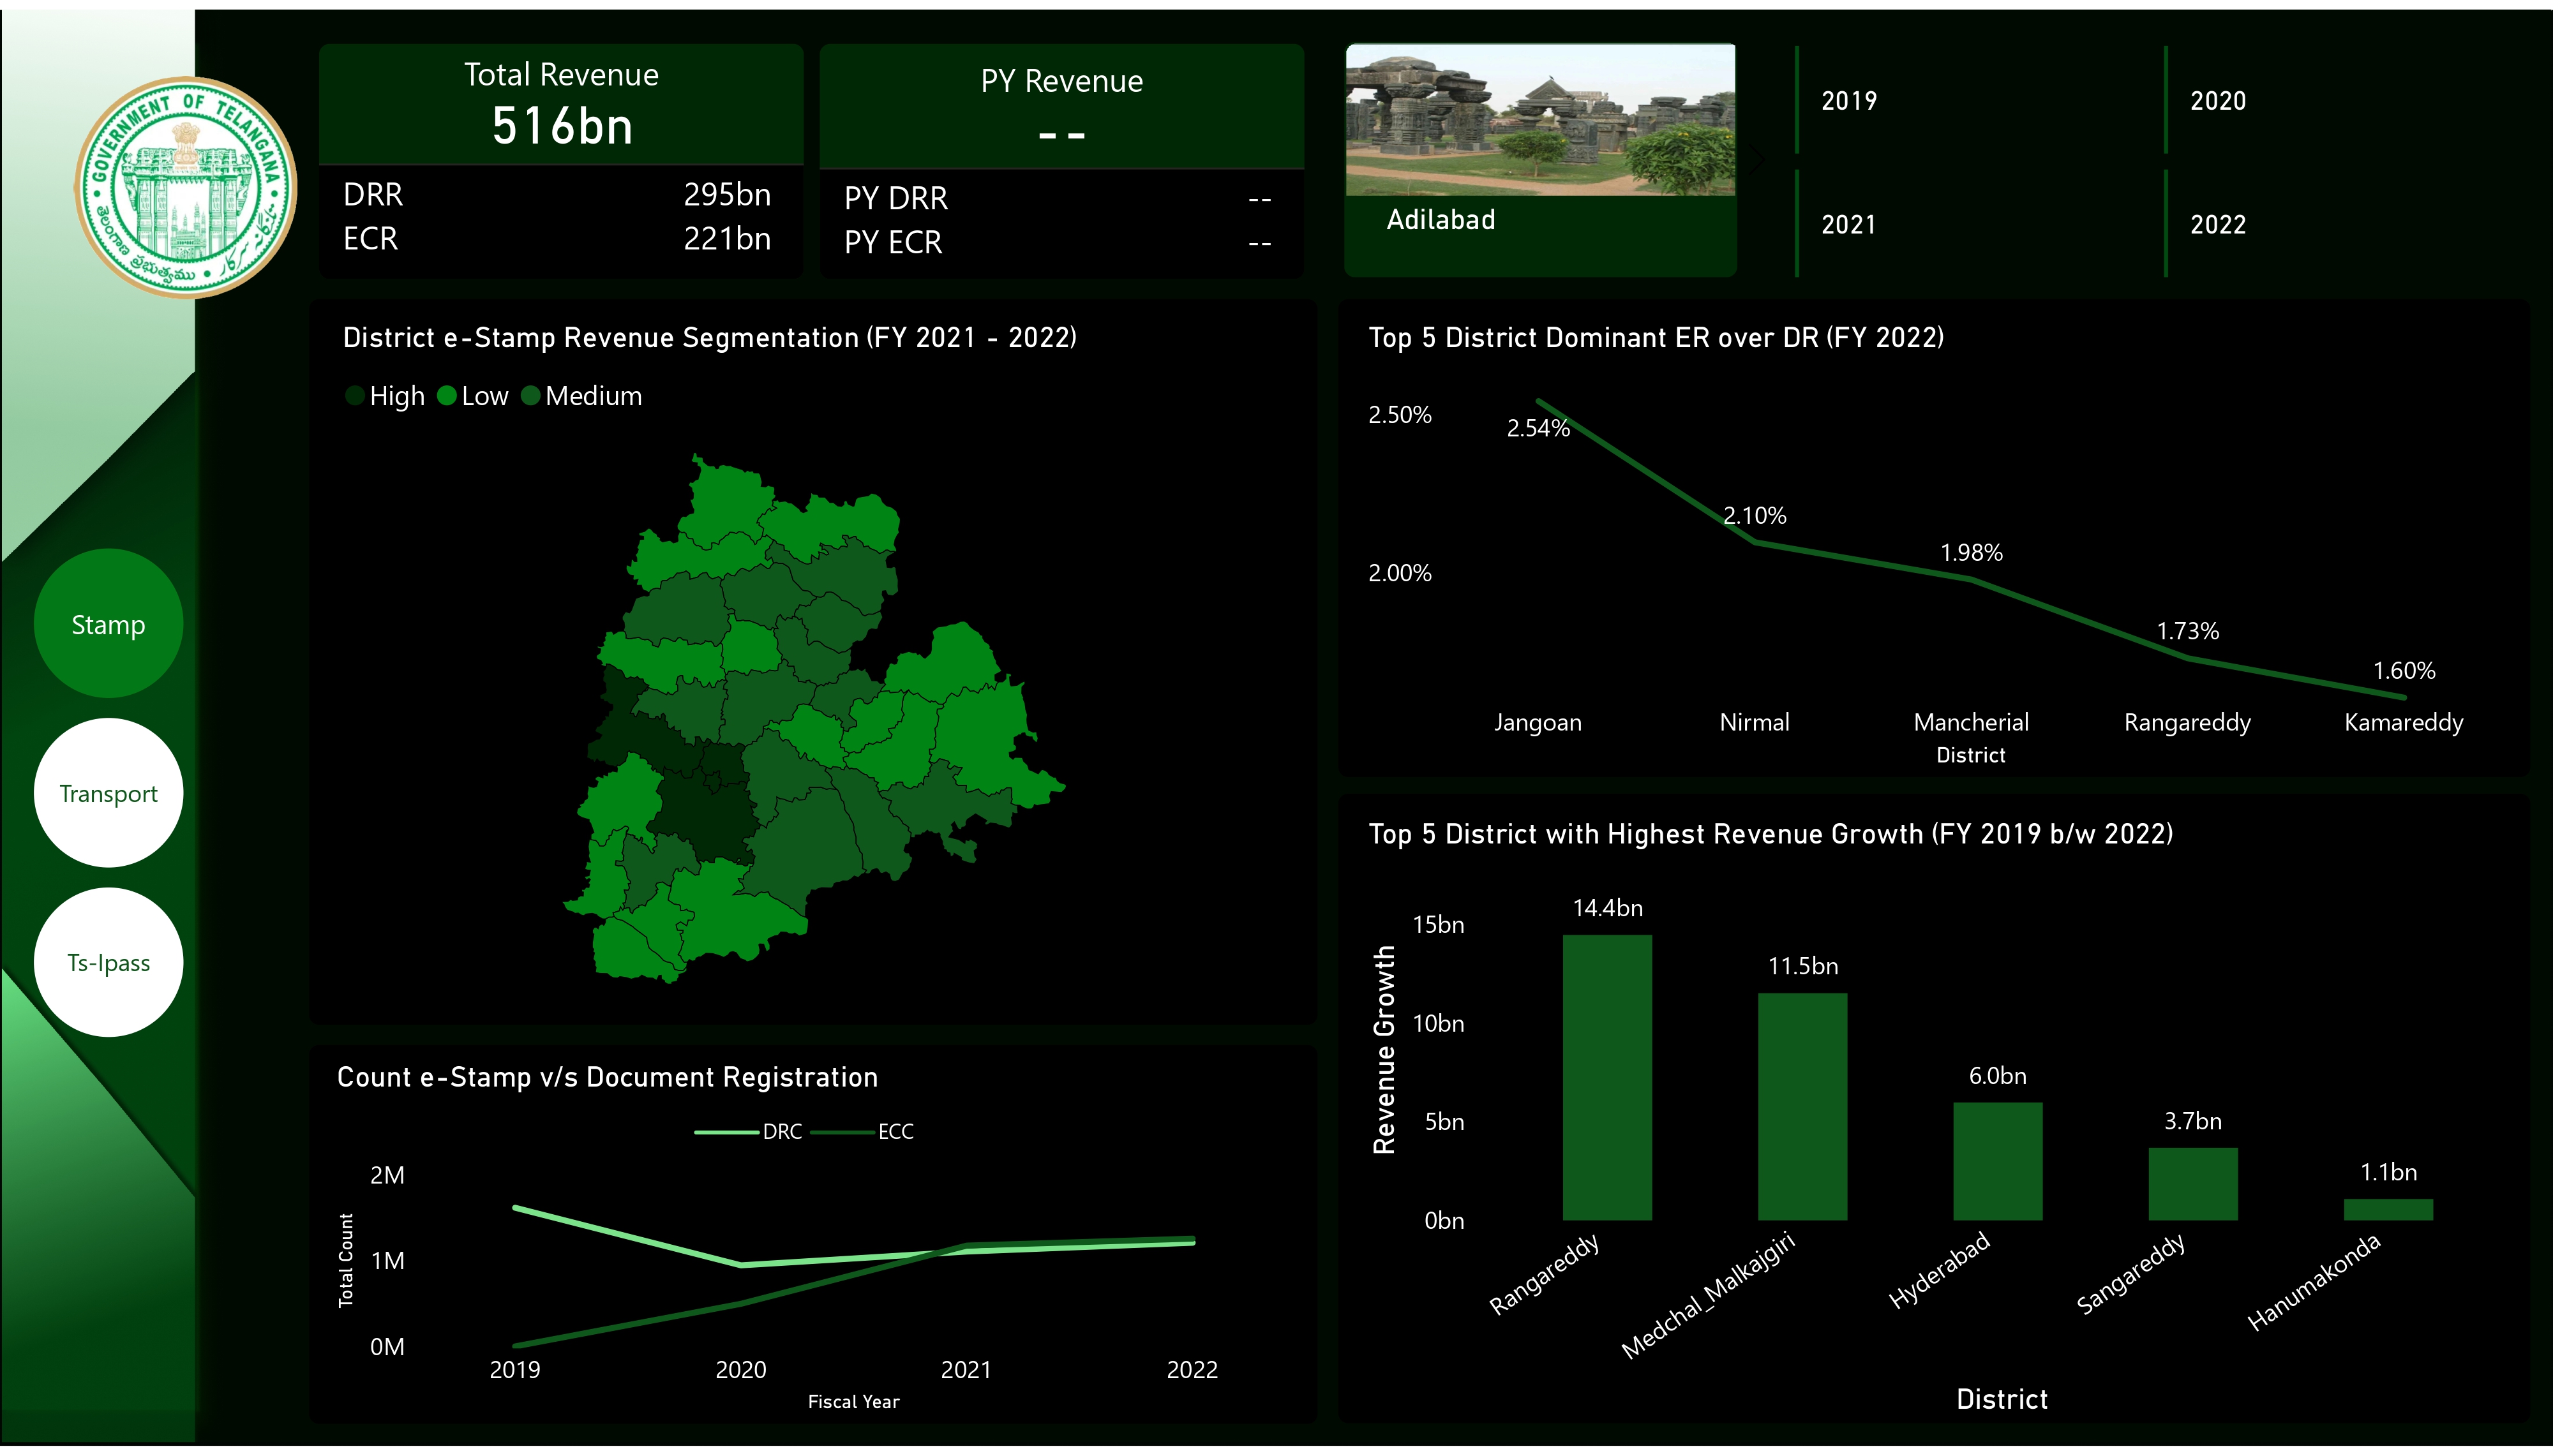 GOVERNMENT OF TELANGANA
తెలంగాణ ప్రభుత్వము
Total Revenue
516bn
DRR 295bn
ECR 221bn
PY Revenue
--
PY DRR --
PY ECR --
Adilabad
2019
2020
2021
2022
Stamp
Transport
Ts-Ipass
District e-Stamp Revenue Segmentation (FY 2021 - 2022)
High Low Medium
Top 5 District Dominant ER over DR (FY 2022)
2.50%
2.00%
2.54%
2.10%
1.98%
1.73%
1.60%
Jangoan Nirmal Mancherial Rangareddy Kamareddy
District
Count e-Stamp v/s Document Registration
DRC ECC
Total Count
2M
1M
0M
2019 2020 2021 2022
Fiscal Year
Top 5 District with Highest Revenue Growth (FY 2019 b/w 2022)
Revenue Growth
15bn
10bn
5bn
0bn
14.4bn
11.5bn
6.0bn
3.7bn
1.1bn
Rangareddy
Medchal_Malkajgiri
Hyderabad
Sangareddy
Hanumakonda
District